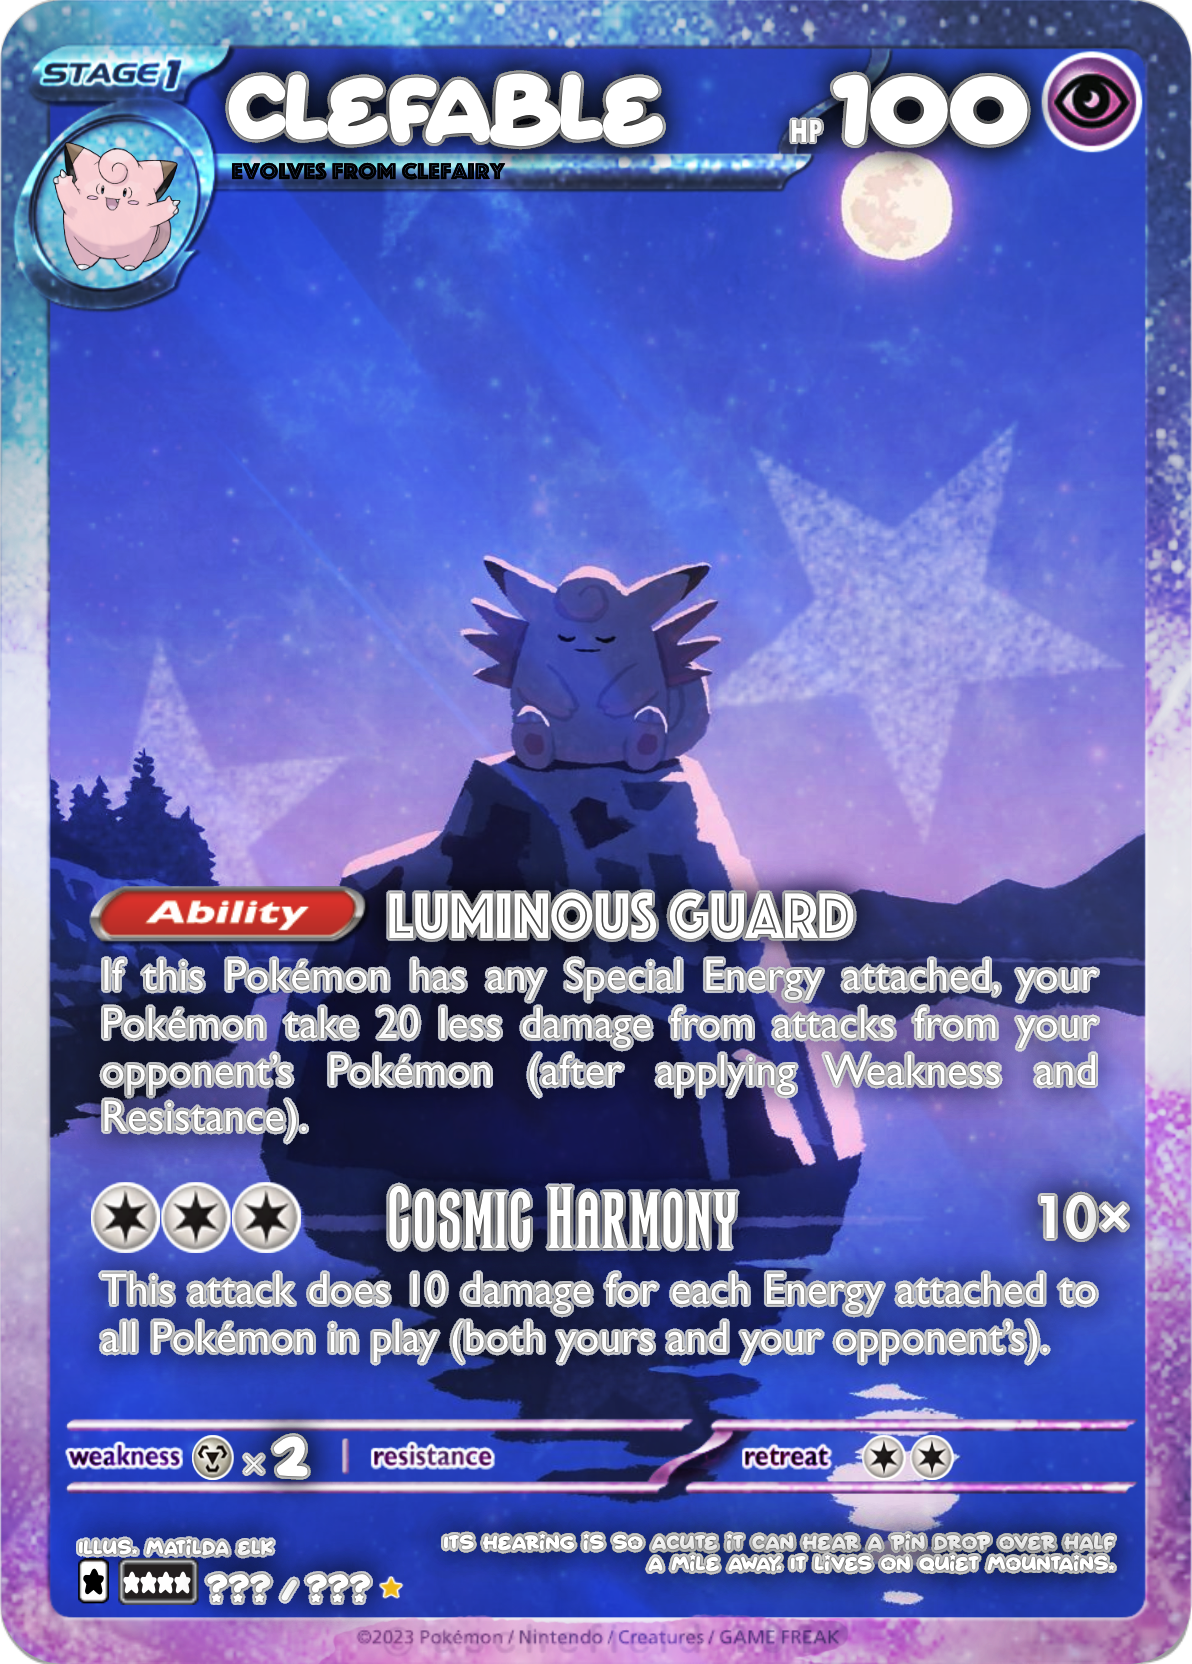 STAGE1
CLEFABLE
HP 100
EVOLVES FROM CLEFAIRY
Ability LUMINOUS GUARD
If this Pokémon has any Special Energy attached, your
Pokémon take 20 less damage from attacks from your
opponent's Pokémon (after applying Weakness and
Resistance).
COSMIC HARMONY 10×
This attack does 10 damage for each Energy attached to
all Pokémon in play (both yours and your opponent's).
weakness ×2 resistance retreat
ILLUS. MATILDA ELK
ITS HEARING IS SO ACUTE IT CAN HEAR A PIN DROP OVER HALF
A MILE AWAY. IT LIVES ON QUIET MOUNTAINS.
??? / ???
©2023 Pokémon / Nintendo / Creatures / GAME FREAK